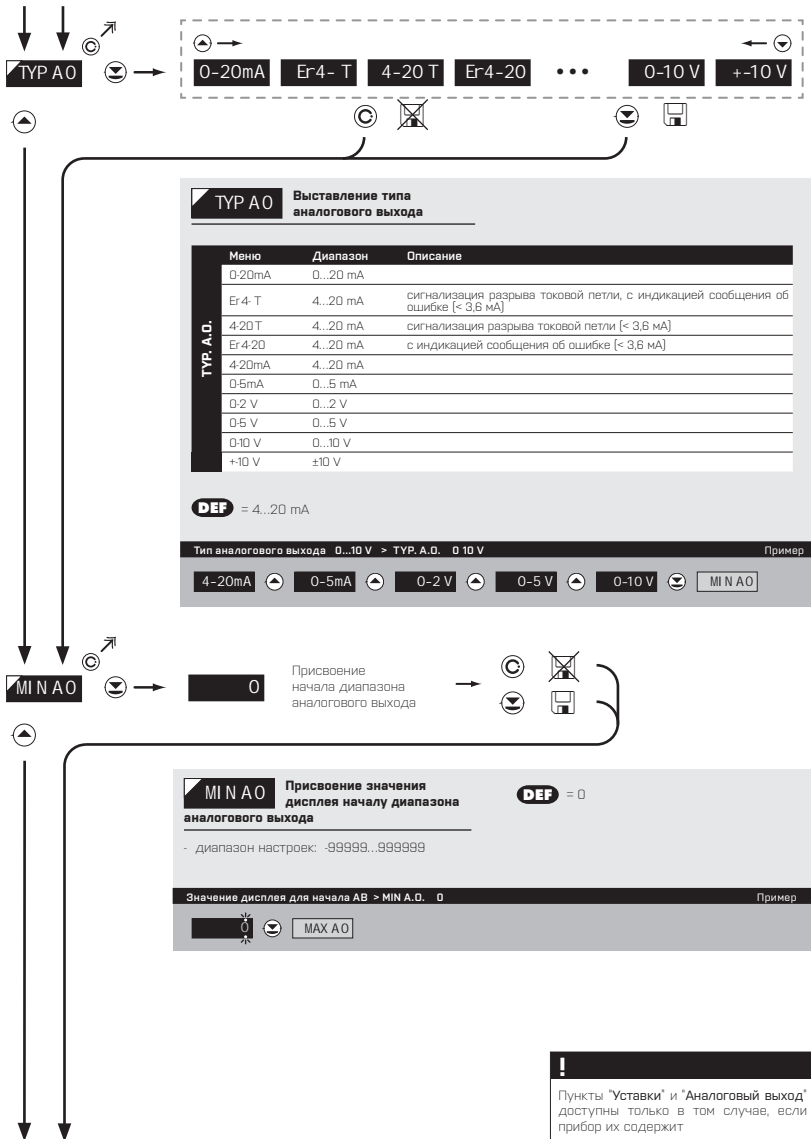 TYP A0
0-20mA Er4- T 4-20 T Er4-20 ••• 0-10 V +-10 V
TYP A0 Выставление типа
аналогового выхода
TYP. A.O.
Меню Диапазон Описание
0-20mA 0...20 mA
Er4- T 4...20 mA сигнализация разрыва токовой петли, с индикацией сообщения об
ошибке (< 3,6 мА)
4-20 T 4...20 mA сигнализация разрыва токовой петли (< 3,6 мА)
Er4-20 4...20 mA с индикацией сообщения об ошибке (< 3,6 мА)
4-20mA 4...20 mA
0-5mA 0...5 mA
0-2 V 0...2 V
0-5 V 0...5 V
0-10 V 0...10 V
+-10 V ±10 V
DEF = 4...20 mA
Тип аналогового выхода 0...10 V > TYP. A.O. 0 10 V Пример
4-20mA 0-5mA 0-2 V 0-5 V 0-10 V MIN A0
MIN A0 0 Присвоение
начала диапазона
аналогового выхода
MIN A0 Присвоение значения
дисплея началу диапазона
аналогового выхода
DEF = 0
- диапазон настроек: -99999...999999
Значение дисплея для начала АВ > MIN A.O. 0 Пример
0 MAX A0
!
Пункты "Уставки" и "Аналоговый выход"
доступны только в том случае, если
прибор их содержит